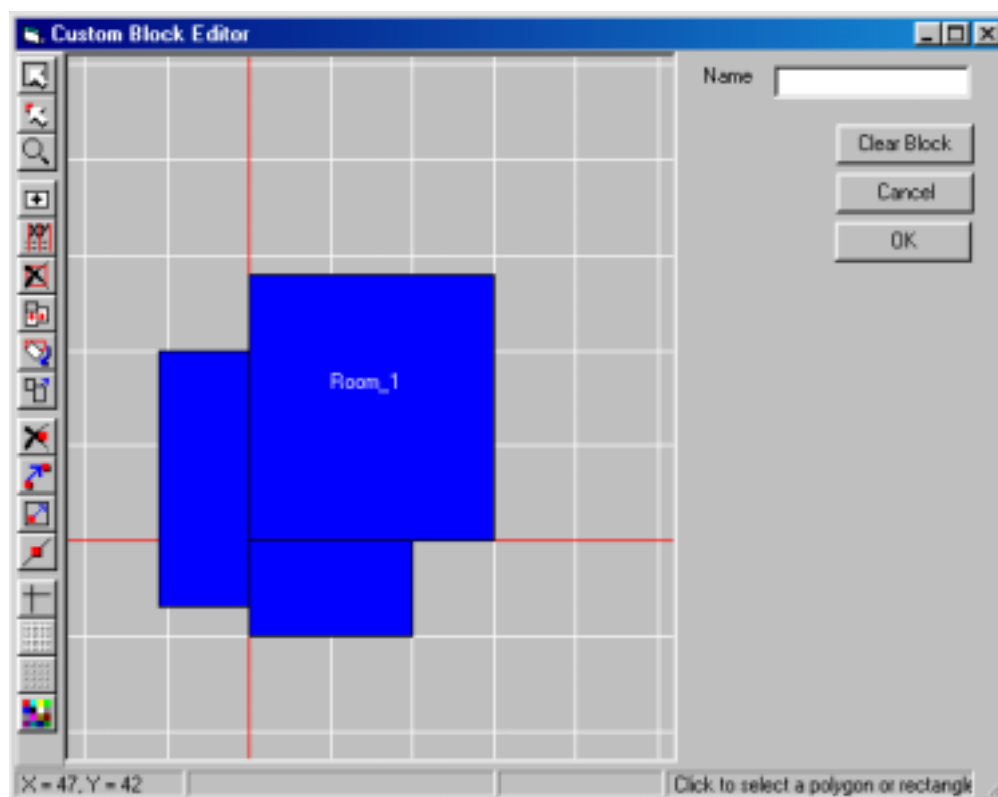 Custom Block Editor
Name
Clear Block
Cancel
OK
Room_1
X = 47, Y = 42
Click to select a polygon or rectangle